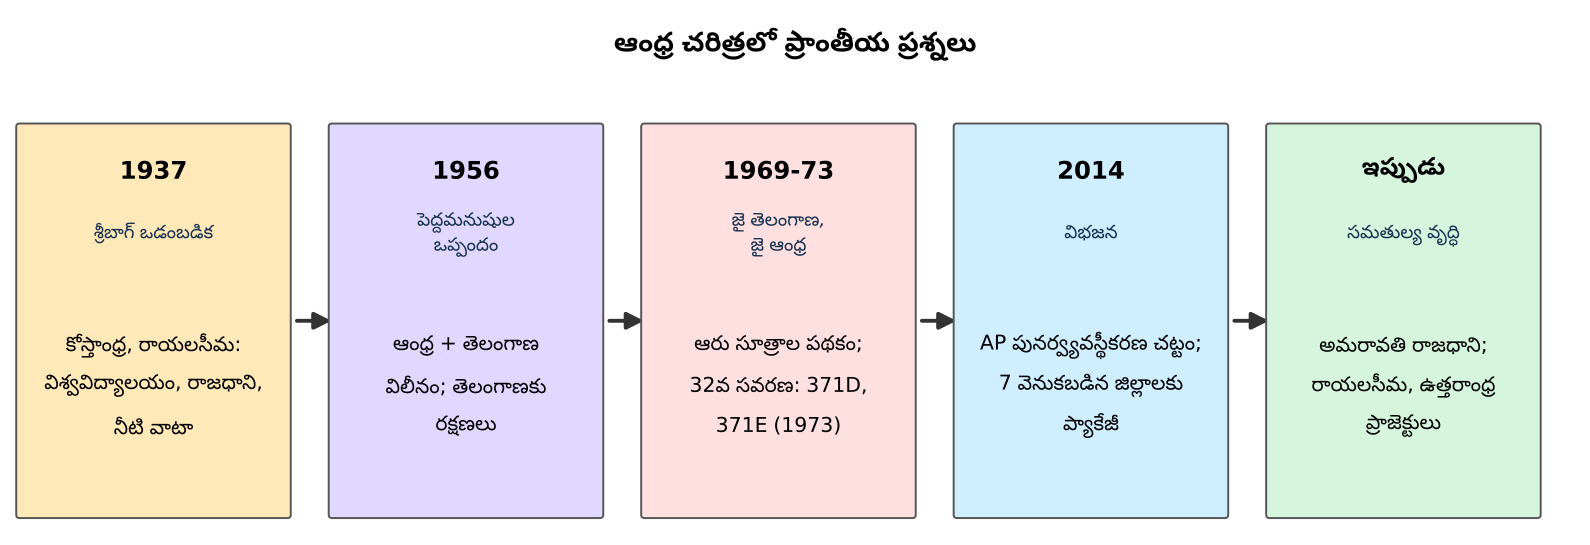 ఆంధ్ర చరిత్రలో ప్రాంతీయ ప్రశ్నలు
1937
శ్రీబాగ్ ఒడంబడిక
కోస్తాంధ్ర, రాయలసీమ:
విశ్వవిద్యాలయం, రాజధాని,
నీటి వాటా
1956
పెద్దమనుషుల
ఒప్పందం
ఆంధ్ర + తెలంగాణ
విలీనం; తెలంగాణకు
రక్షణలు
1969-73
జై తెలంగాణ,
జై ఆంధ్ర
ఆరు సూత్రాల పథకం;
32వ సవరణ: 371D,
371E (1973)
2014
విభజన
AP పునర్వ్యవస్థీకరణ చట్టం;
7 వెనుకబడిన జిల్లాలకు
ప్యాకేజీ
ఇప్పుడు
సమతుల్య వృద్ధి
అమరావతి రాజధాని;
రాయలసీమ, ఉత్తరాంధ్ర
ప్రాజెక్టులు